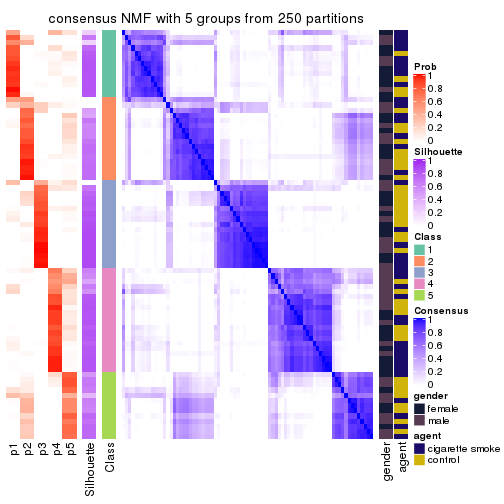 consensus NMF with 5 groups from 250 partitions
Prob
1
0.8
0.6
0.4
0.2
0
Silhouette
1
0.8
0.6
0.4
0.2
0
Class
1
2
3
4
5
Consensus
1
0.8
0.6
0.4
0.2
0
gender
female
male
agent
cigarette smoke
control
p1
p2
p3
p4
p5
Silhouette
Class
gender
agent